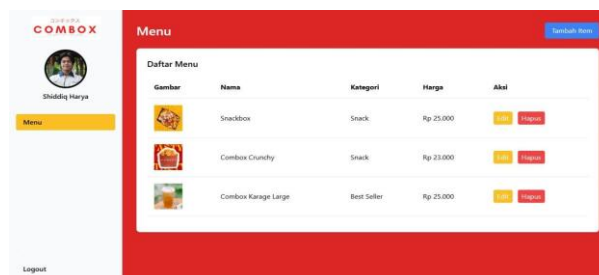 COMBOX
Shiddiq Harya
Menu
Logout
Menu
Tambah Item
Daftar Menu
Gambar Nama Kategori Harga Aksi
Snackbox Snack Rp 25.000 Edit Hapus
Combox Crunchy Snack Rp 23.000 Edit Hapus
Combox Karage Large Best Seller Rp 25.000 Edit Hapus